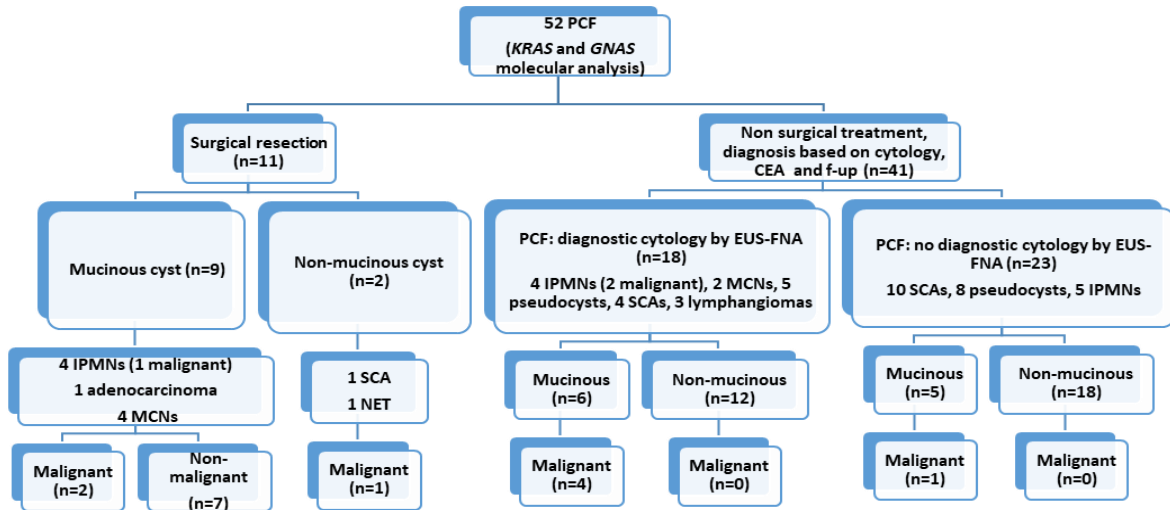 52 PCF
(KRAS and GNAS
molecular analysis)
Surgical resection
(n=11)
Non surgical treatment,
diagnosis based on cytology,
CEA and f-up (n=41)
Mucinous cyst (n=9)
Non-mucinous cyst
(n=2)
PCF: diagnostic cytology by EUS-FNA
(n=18)
4 IPMNs (2 malignant), 2 MCNs, 5
pseudocysts, 4 SCAs, 3 lymphangiomas
PCF: no diagnostic cytology by EUS-
FNA (n=23)
10 SCAs, 8 pseudocysts, 5 IPMNs
4 IPMNs (1 malignant)
1 adenocarcinoma
4 MCNs
1 SCA
1 NET
Mucinous
(n=6)
Non-mucinous
(n=12)
Mucinous
(n=5)
Non-mucinous
(n=18)
Malignant
(n=2)
Non-
malignant
(n=7)
Malignant
(n=1)
Malignant
(n=4)
Malignant
(n=0)
Malignant
(n=1)
Malignant
(n=0)